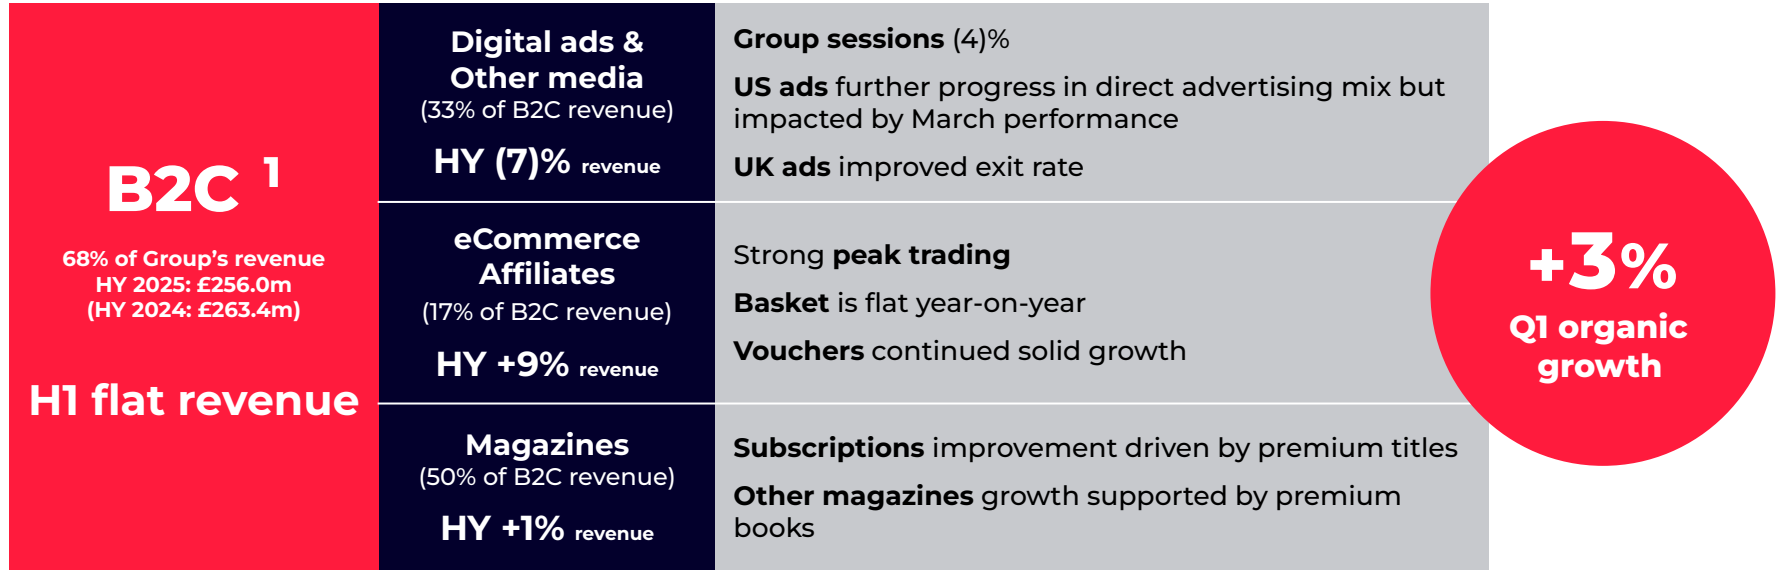 B2C 1
68% of Group's revenue
HY 2025: £256.0m
(HY 2024: £263.4m)
H1 flat revenue
Digital ads &
Other media
(33% of B2C revenue)
HY (7)% revenue
Group sessions (4)%
US ads further progress in direct advertising mix but
impacted by March performance
UK ads improved exit rate
eCommerce
Affiliates
(17% of B2C revenue)
HY +9% revenue
Strong peak trading
Basket is flat year-on-year
Vouchers continued solid growth
Magazines
(50% of B2C revenue)
HY +1% revenue
Subscriptions improvement driven by premium titles
Other magazines growth supported by premium
books
+3%
Q1 organic
growth